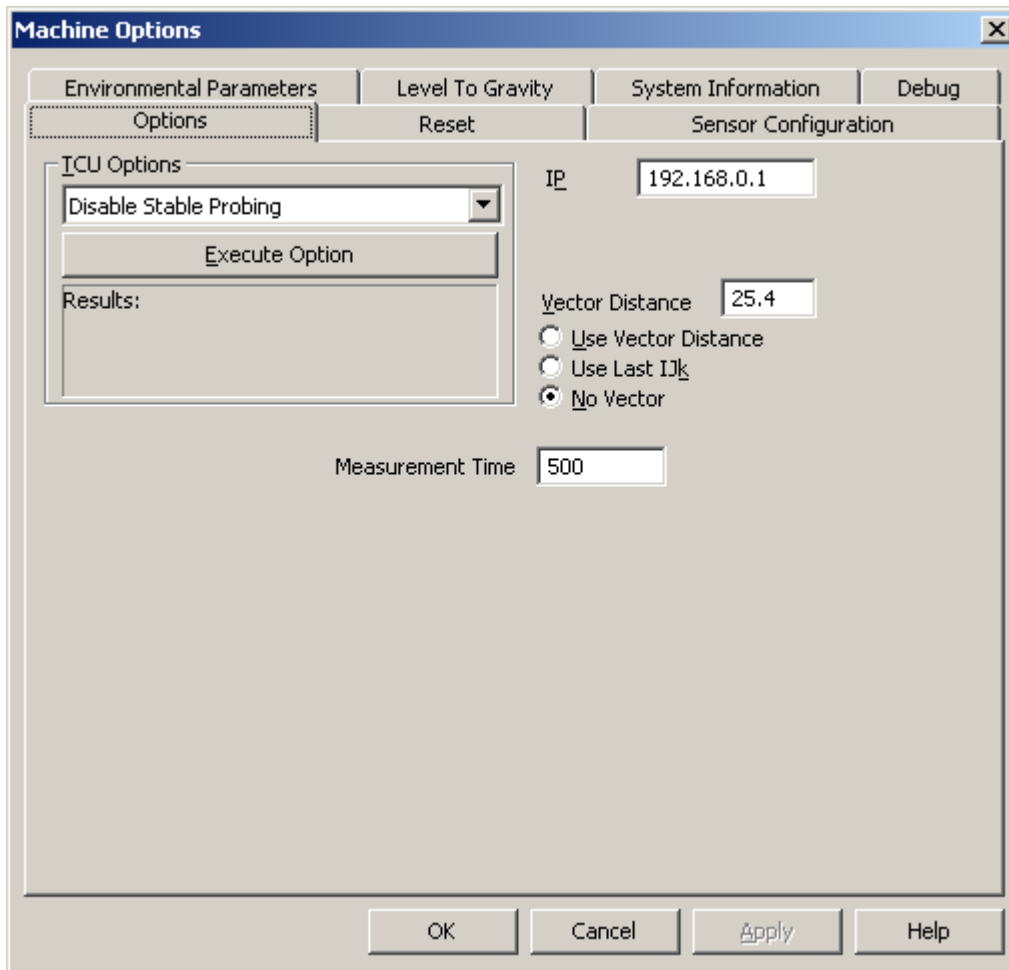 Machine Options
Environmental Parameters Level To Gravity System Information Debug
Options Reset Sensor Configuration
TCU Options
Disable Stable Probing
Execute Option
Results:
IP 192.168.0.1
Vector Distance 25.4
Use Vector Distance
Use Last IJk
No Vector
Measurement Time 500
OK Cancel Apply Help